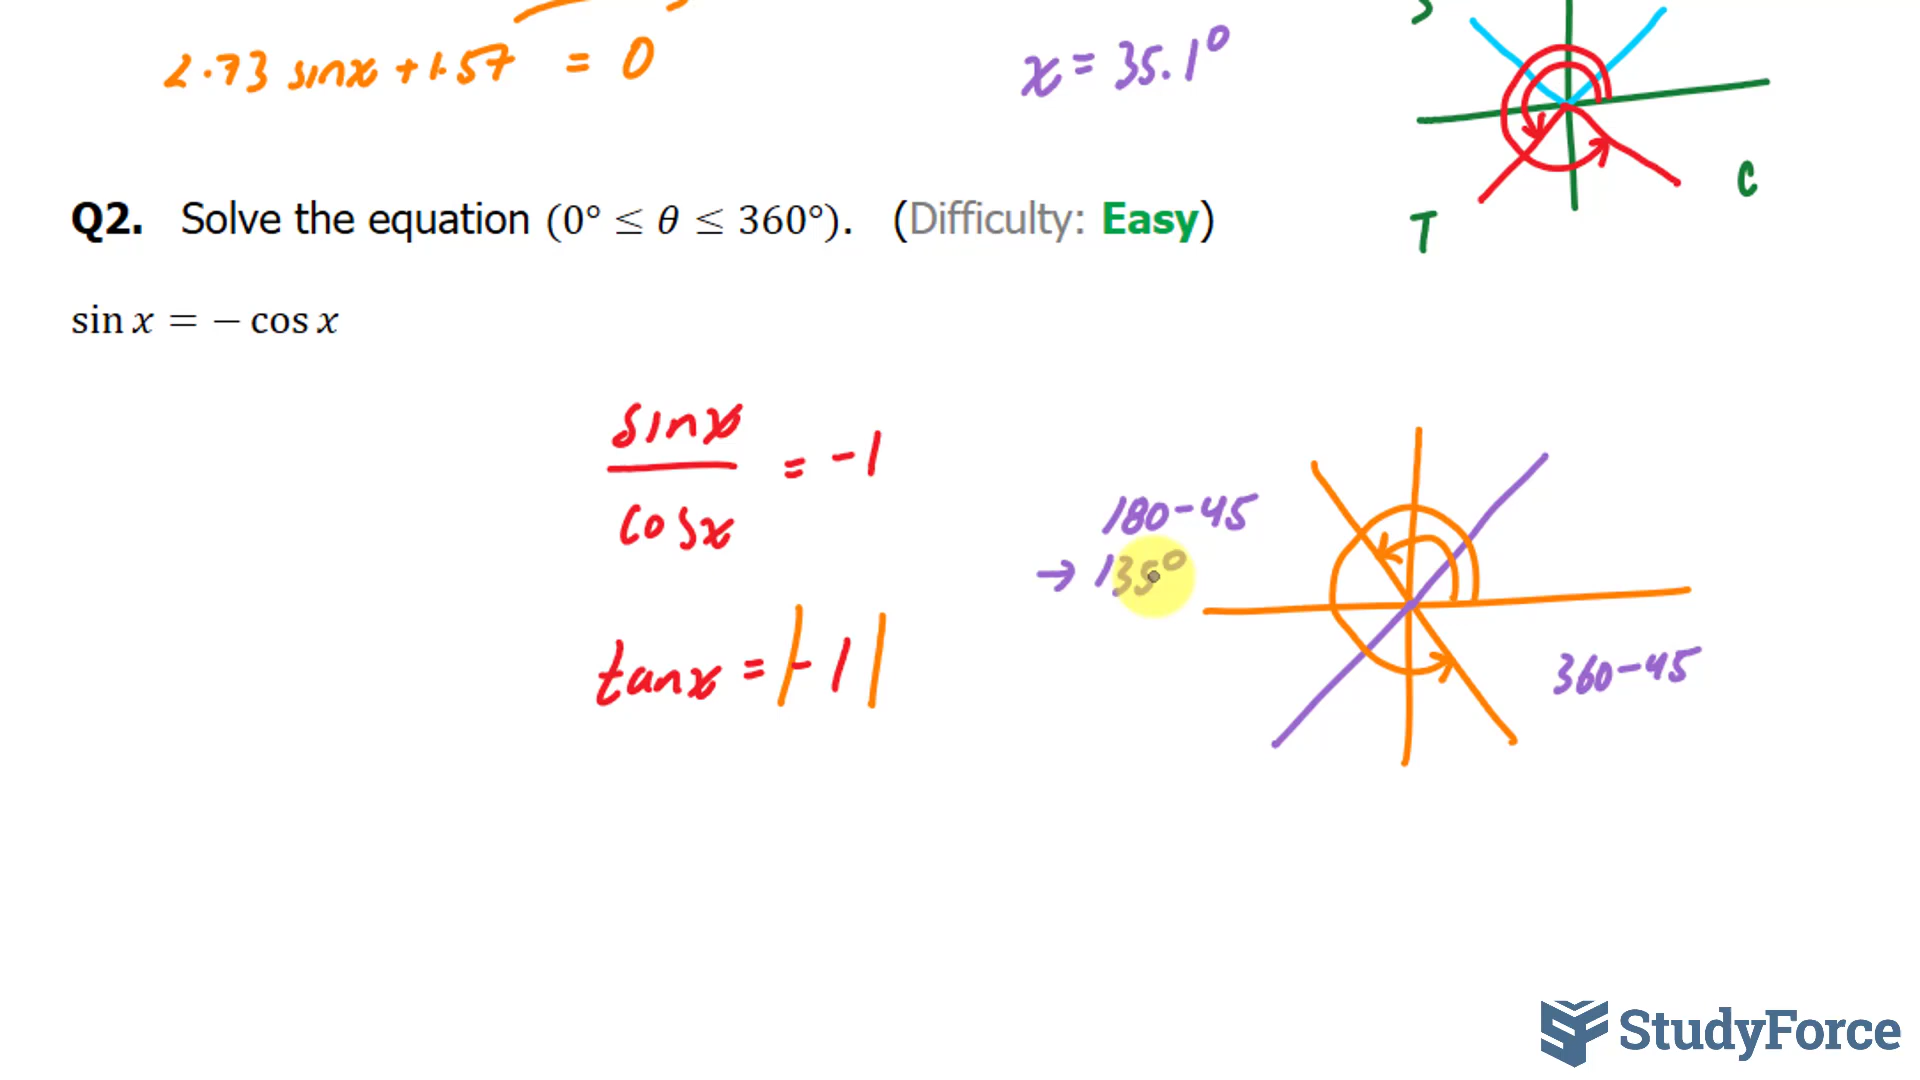 S
2.73 sinx + 1.57 = 0
x = 35.1°
C
T
Q2. Solve the equation (0° ≤ θ ≤ 360°). (Difficulty: Easy)
sin x = − cos x
sinx
cosx
= -1
180-45
→ 135°
tanx = |-1|
360-45
StudyForce